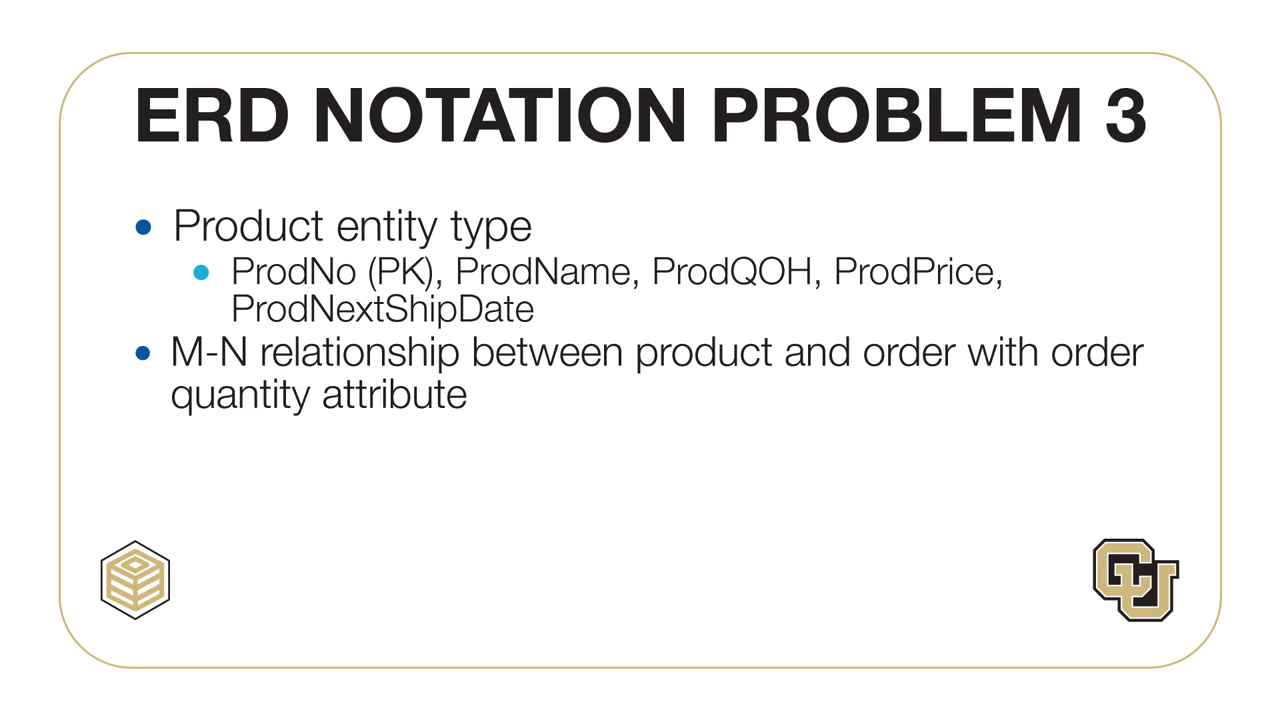 ERD NOTATION PROBLEM 3
• Product entity type
• ProdNo (PK), ProdName, ProdQOH, ProdPrice,
ProdNextShipDate
• M-N relationship between product and order with order
quantity attribute
CU